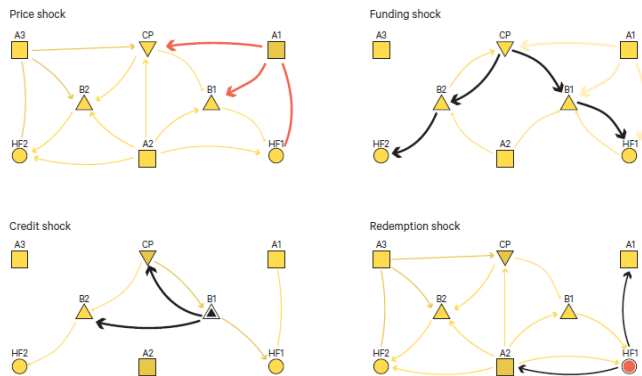 Price shock
A3
CP
A1
B2
B1
HF2
A2
HF1
Funding shock
A3
CP
A1
B2
B1
HF2
A2
HF1
Credit shock
A3
CP
A1
B2
B1
HF2
A2
HF1
Redemption shock
A3
CP
A1
B2
B1
HF2
A2
HF1